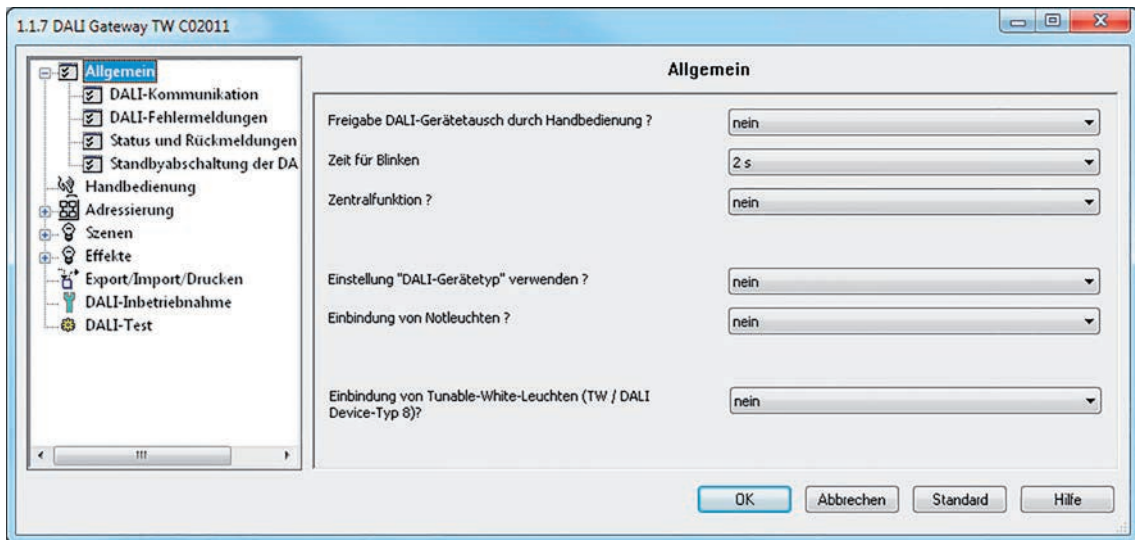 1.1.7 DALI Gateway TW C02011
Allgemein
DALI-Kommunikation
DALI-Fehlermeldungen
Status und Rückmeldungen
Standbyabschaltung der DA
Handbedienung
Adressierung
Szenen
Effekte
Export/Import/Drucken
DALI-Inbetriebnahme
DALI-Test
Allgemein
Freigabe DALI-Gerätetausch durch Handbedienung ?
nein
Zeit für Blinken
2 s
Zentralfunktion ?
nein
Einstellung "DALI-Gerätetyp" verwenden ?
nein
Einbindung von Notleuchten ?
nein
Einbindung von Tunable-White-Leuchten (TW / DALI
Device-Typ 8)?
nein
OK
Abbrechen
Standard
Hilfe